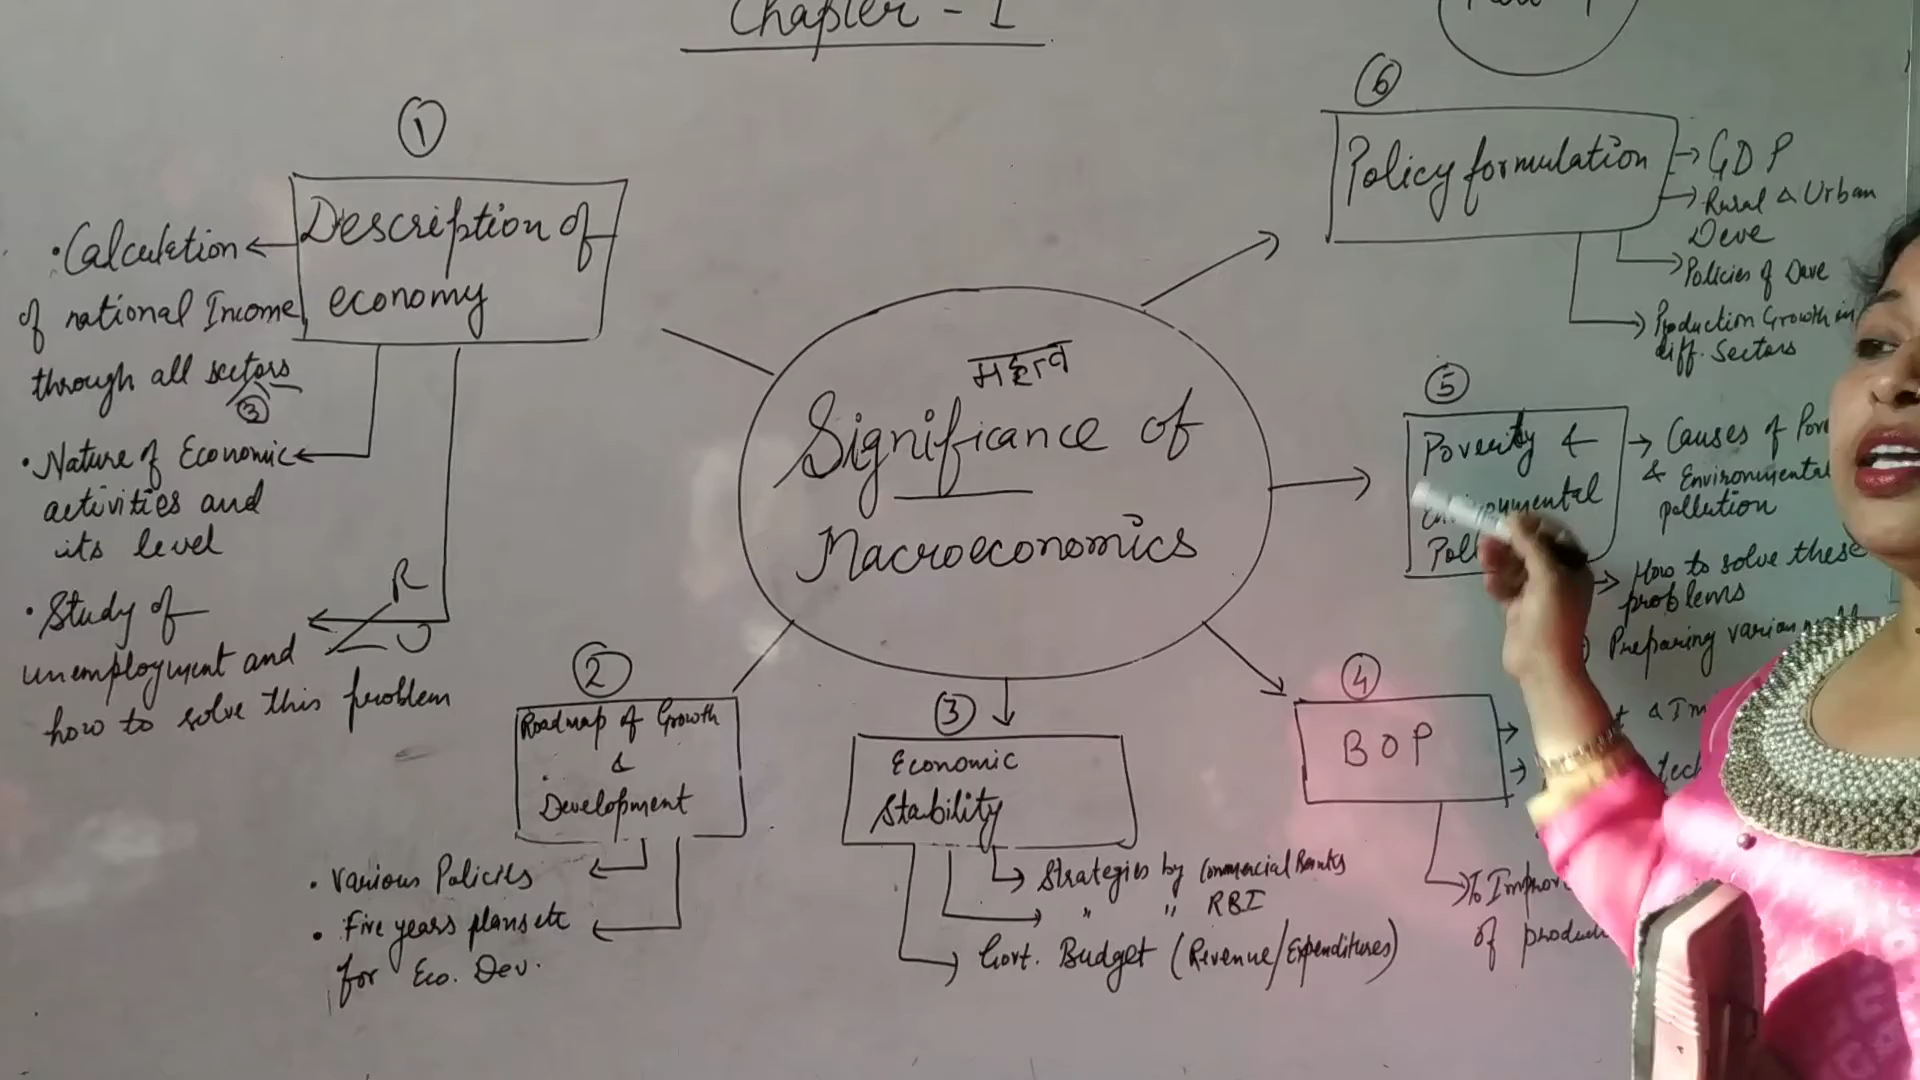 Chapter - 1
महत्व
Significance of
Macroeconomics
1
Description of
economy
• Calculation
of national Income
through all sectors
3
• Nature of Economic
activities and
its level
• Study of
unemployment and
how to solve this problem
R
U
2
Roadmap of Growth
&
Development
• Various Policies
• Five years plans etc
for Eco. Dev.
3
Economic
Stability
Strategies by Commercial Banks
" " RBI
Govt. Budget (Revenue/Expenditures)
4
BOP
To
of
5
Poverty &
Causes of
& Environmental
pollution
How to solve these
problems
Preparing
6
Policy formulation
GDP
Rural & Urban
Deve
Policies of Deve
Production Growth in
diff. Sectors